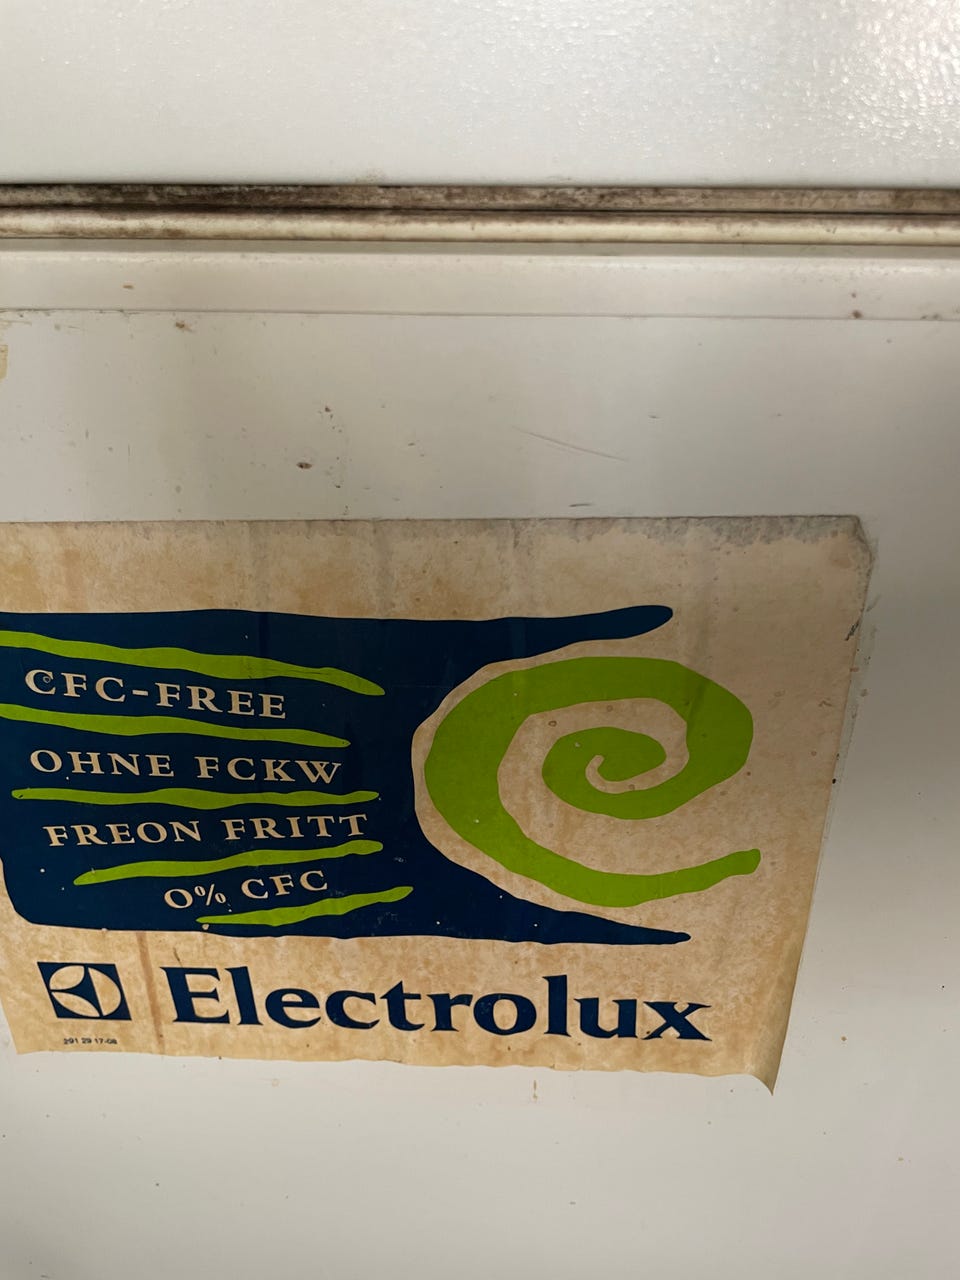 CFC-FREE
OHNE FCKW
FREON FRITT
0% CFC
Electrolux
291 29 17-08